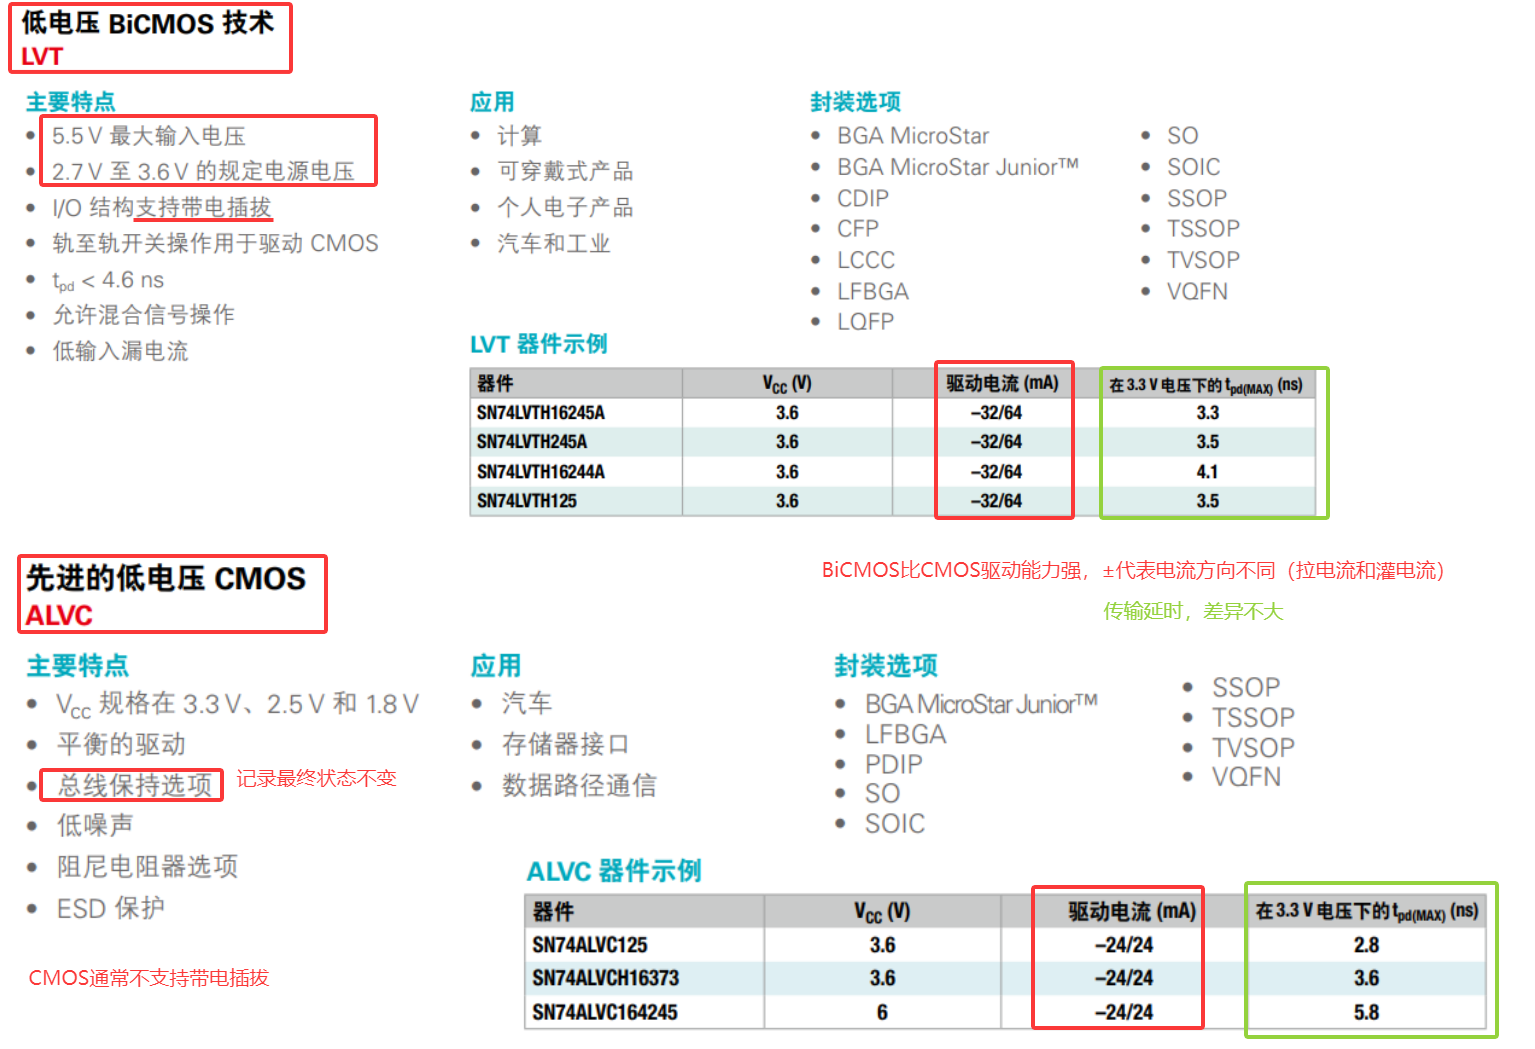 低电压 BiCMOS 技术
LVT
主要特点
• 5.5 V 最大输入电压
• 2.7 V 至 3.6 V 的规定电源电压
• I/O 结构支持带电插拔
• 轨至轨开关操作用于驱动 CMOS
• tpd < 4.6 ns
• 允许混合信号操作
• 低输入漏电流
应用
• 计算
• 可穿戴式产品
• 个人电子产品
• 汽车和工业
封装选项
• BGA MicroStar
• BGA MicroStar Junior™
• CDIP
• CFP
• LCCC
• LFBGA
• LQFP
• SO
• SOIC
• SSOP
• TSSOP
• TVSOP
• VQFN
LVT 器件示例
器件 VCC (V) 驱动电流 (mA) 在 3.3 V 电压下的 tpd(MAX) (ns)
SN74LVTH16245A 3.6 –32/64 3.3
SN74LVTH245A 3.6 –32/64 3.5
SN74LVTH16244A 3.6 –32/64 4.1
SN74LVTH125 3.6 –32/64 3.5
BiCMOS比CMOS驱动能力强，±代表电流方向不同（拉电流和灌电流）
传输延时，差异不大
先进的低电压 CMOS
ALVC
主要特点
• VCC 规格在 3.3 V、2.5 V 和 1.8 V
• 平衡的驱动
• 总线保持选项 记录最终状态不变
• 低噪声
• 阻尼电阻器选项
• ESD 保护
CMOS通常不支持带电插拔
应用
• 汽车
• 存储器接口
• 数据路径通信
封装选项
• BGA MicroStar Junior™
• LFBGA
• PDIP
• SO
• SOIC
• SSOP
• TSSOP
• TVSOP
• VQFN
ALVC 器件示例
器件 VCC (V) 驱动电流 (mA) 在 3.3 V 电压下的 tpd(MAX) (ns)
SN74ALVC125 3.6 –24/24 2.8
SN74ALVCH16373 3.6 –24/24 3.6
SN74ALVC164245 6 –24/24 5.8